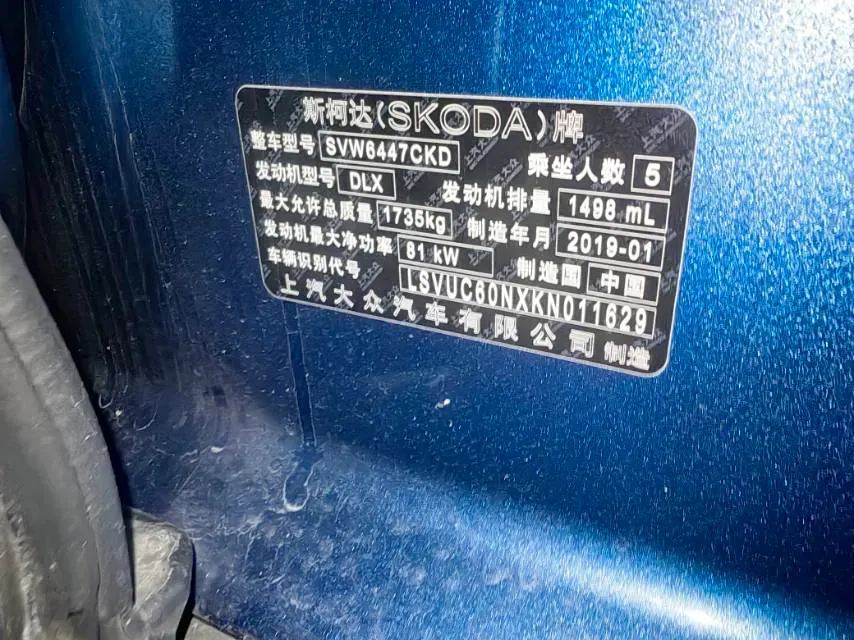 斯柯达(SKODA)牌
整车型号 SVW6447CKD 乘坐人数 5
发动机型号 DLX 发动机排量 1498 mL
最大允许总质量 1735kg 制造年月 2019-01
发动机最大净功率 81 kW 制造国 中国
车辆识别代号 LSVUC60NXKN011629
上汽大众汽车有限公司 制造